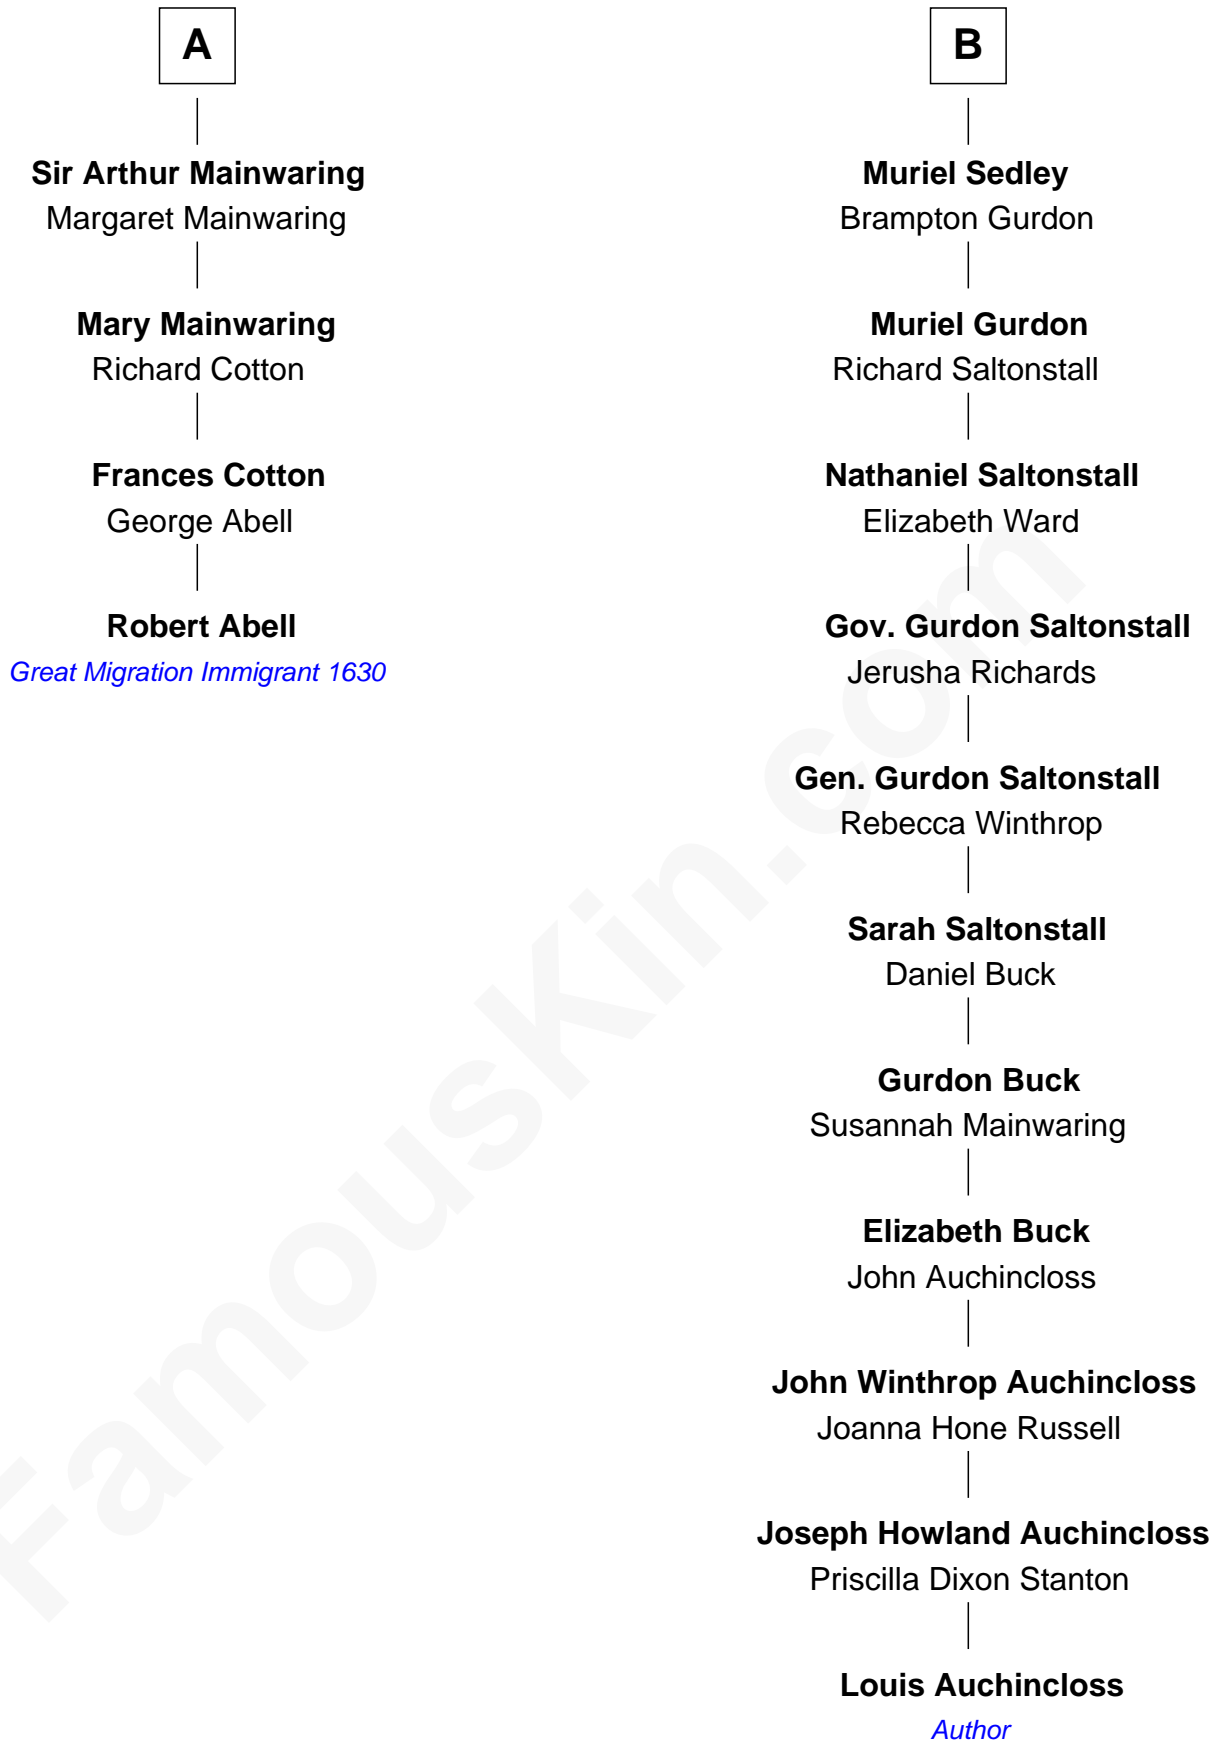 A
Sir Arthur Mainwaring
Margaret Mainwaring
Mary Mainwaring
Richard Cotton
Frances Cotton
George Abell
Robert Abell
Great Migration Immigrant 1630
B
Muriel Sedley
Brampton Gurdon
Muriel Gurdon
Richard Saltonstall
Nathaniel Saltonstall
Elizabeth Ward
Gov. Gurdon Saltonstall
Jerusha Richards
Gen. Gurdon Saltonstall
Rebecca Winthrop
Sarah Saltonstall
Daniel Buck
Gurdon Buck
Susannah Mainwaring
Elizabeth Buck
John Auchincloss
John Winthrop Auchincloss
Joanna Hone Russell
Joseph Howland Auchincloss
Priscilla Dixon Stanton
Louis Auchincloss
Author
FamousKin.com